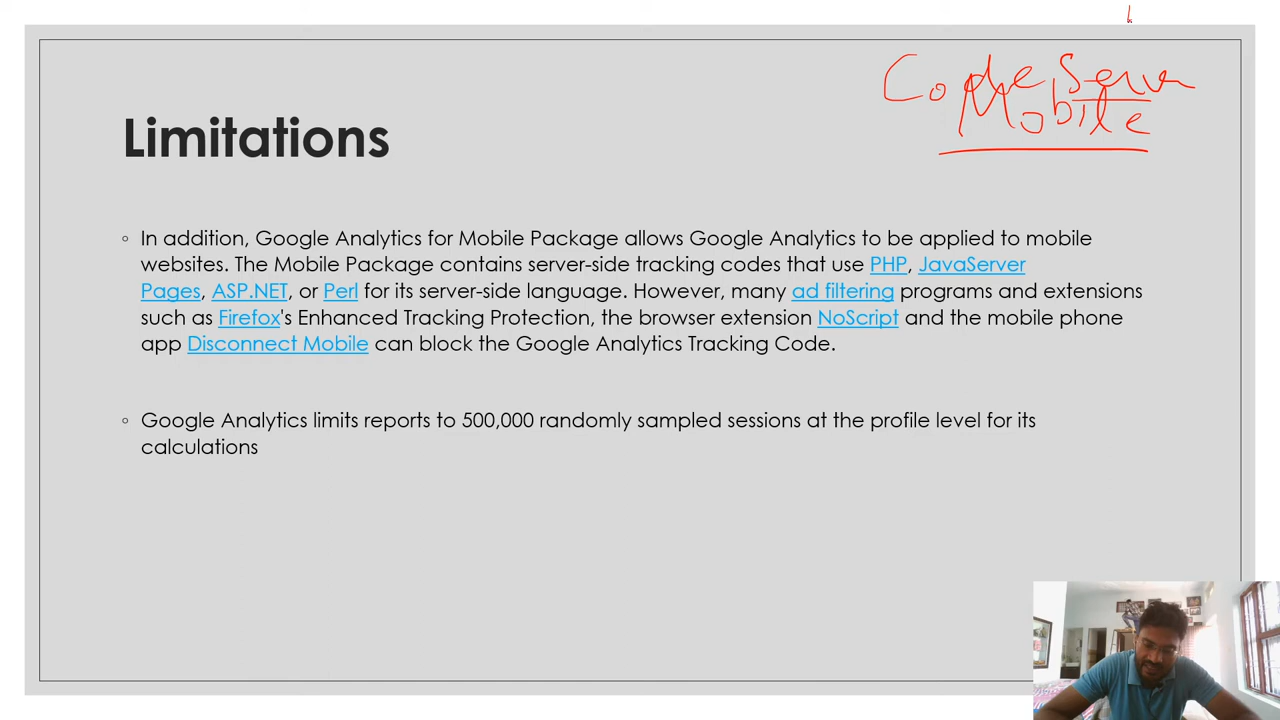 Code Server
Mobile
Limitations
◦ In addition, Google Analytics for Mobile Package allows Google Analytics to be applied to mobile
websites. The Mobile Package contains server-side tracking codes that use PHP, JavaServer
Pages, ASP.NET, or Perl for its server-side language. However, many ad filtering programs and extensions
such as Firefox's Enhanced Tracking Protection, the browser extension NoScript and the mobile phone
app Disconnect Mobile can block the Google Analytics Tracking Code.
◦ Google Analytics limits reports to 500,000 randomly sampled sessions at the profile level for its
calculations